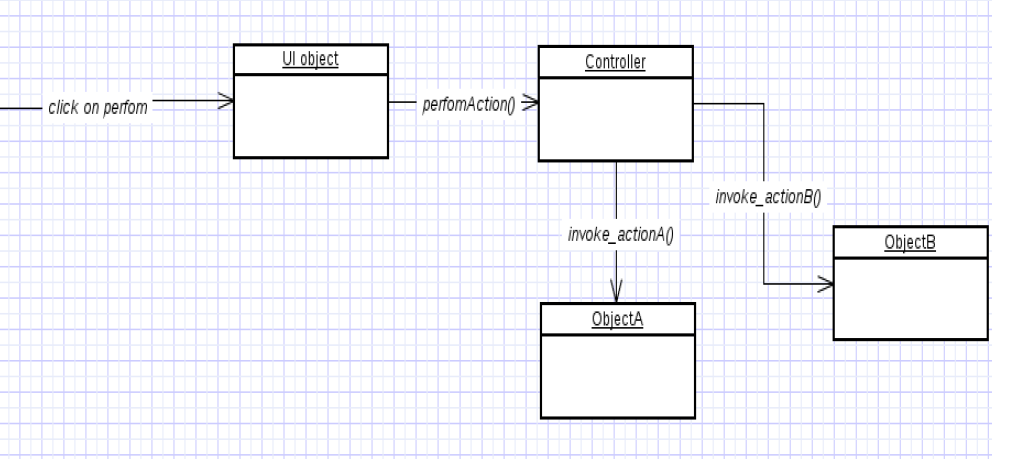 UI object
Controller
click on perfom
perfomAction()
invoke_actionB()
invoke_actionA()
ObjectB
ObjectA